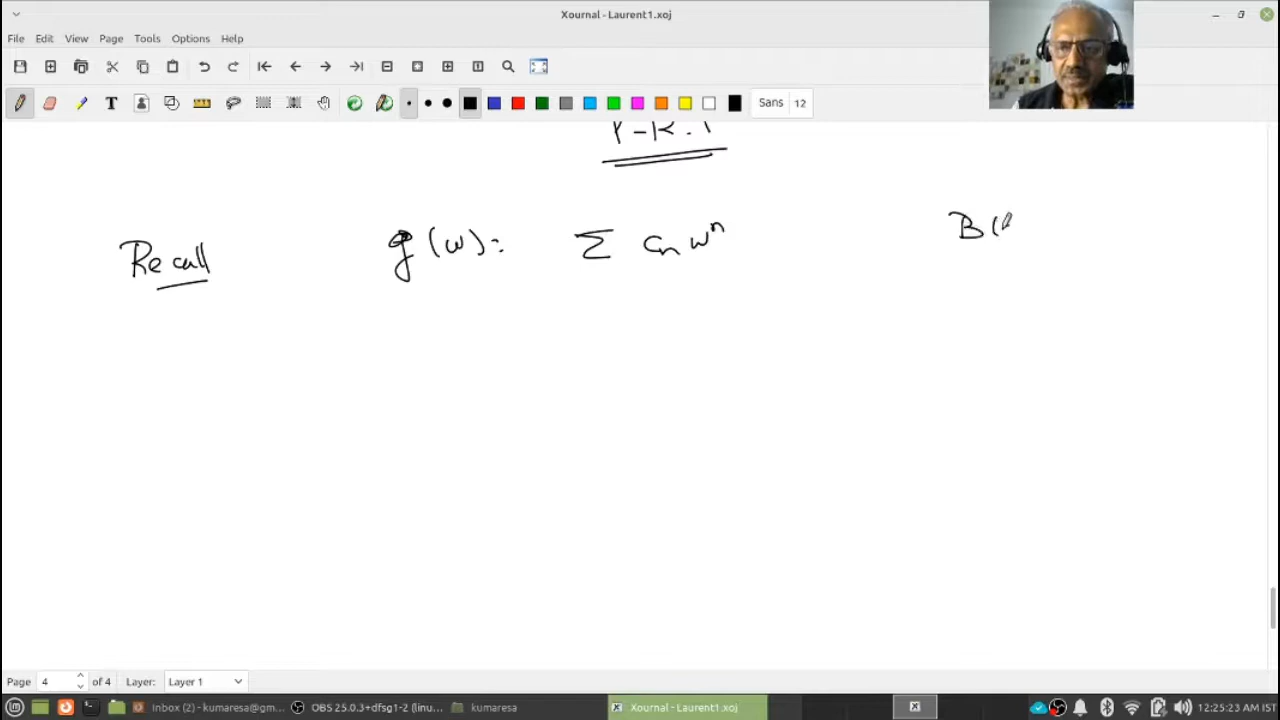 Xournal - Laurent1.xoj
File Edit View Page Tools Options Help
Sans 12
Recall g(w): Σ Cn wⁿ B(
Page 4 of 4 Layer: Layer 1
Inbox (2) - kumaresa@gm... OBS 25.0.3+dfsg1-2 (linu... kumaresa Xournal - Laurent1.xoj 12:25:23 AM IST